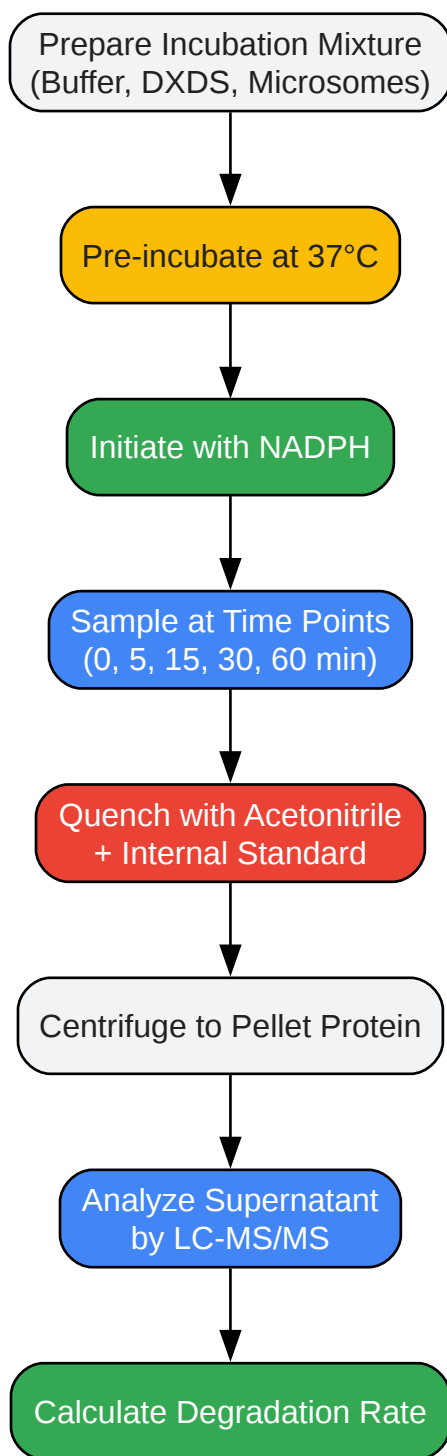 Prepare Incubation Mixture
(Buffer, DXDS, Microsomes)
Pre-incubate at 37°C
Initiate with NADPH
Sample at Time Points
(0, 5, 15, 30, 60 min)
Quench with Acetonitrile
+ Internal Standard
Centrifuge to Pellet Protein
Analyze Supernatant
by LC-MS/MS
Calculate Degradation Rate